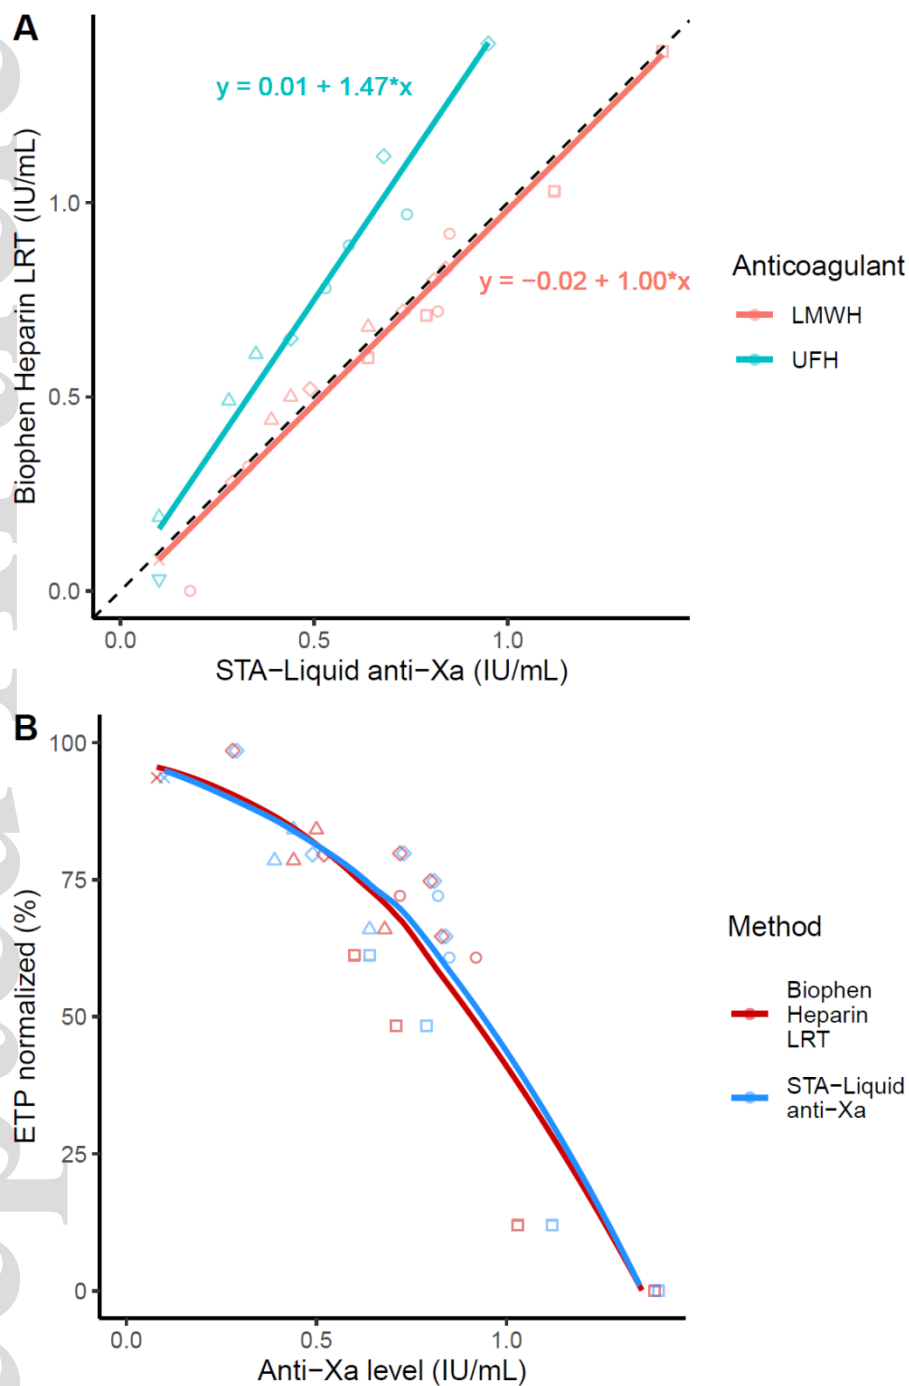 A
y = 0.01 + 1.47*x
y = −0.02 + 1.00*x
Biophen Heparin LRT (IU/mL)
1.0
0.5
0.0
0.0 0.5 1.0
STA−Liquid anti−Xa (IU/mL)
Anticoagulant
LMWH
UFH
B
ETP normalized (%)
100
75
50
25
0
0.0 0.5 1.0
Anti−Xa level (IU/mL)
Method
Biophen
Heparin
LRT
STA−Liquid
anti−Xa